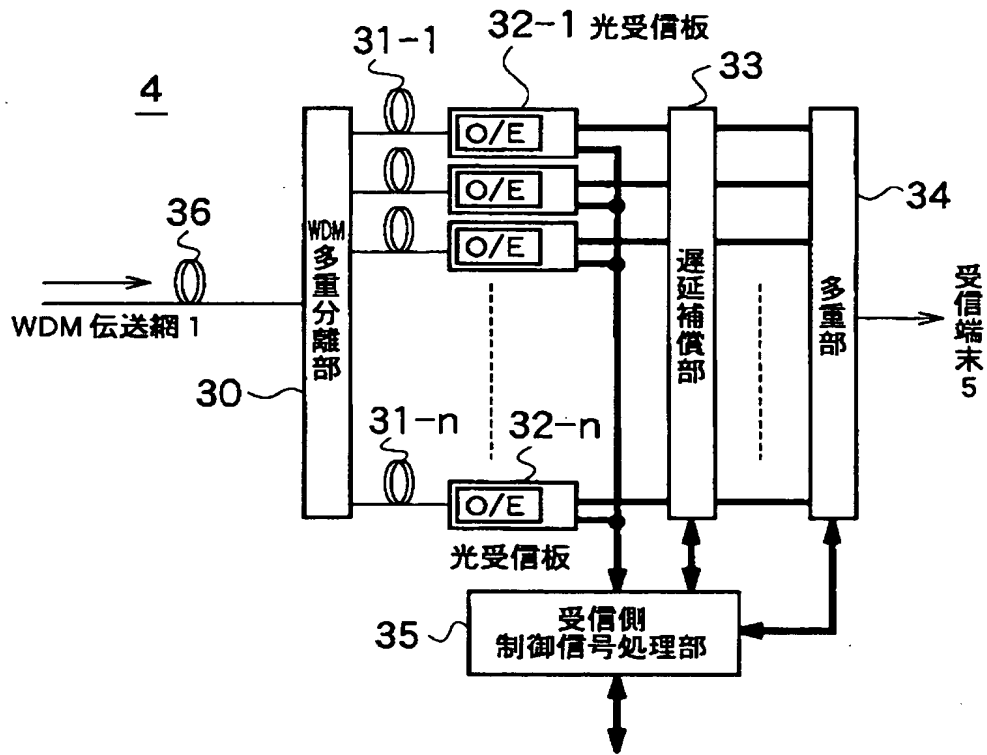 4
31-1
32-1 光受信板
33
34
36
WDM 伝送網 1
30
WDM 多重分離部
O/E
O/E
O/E
遅延補償部
多重部
受信端末 5
31-n
32-n
O/E
光受信板
35
受信側
制御信号処理部